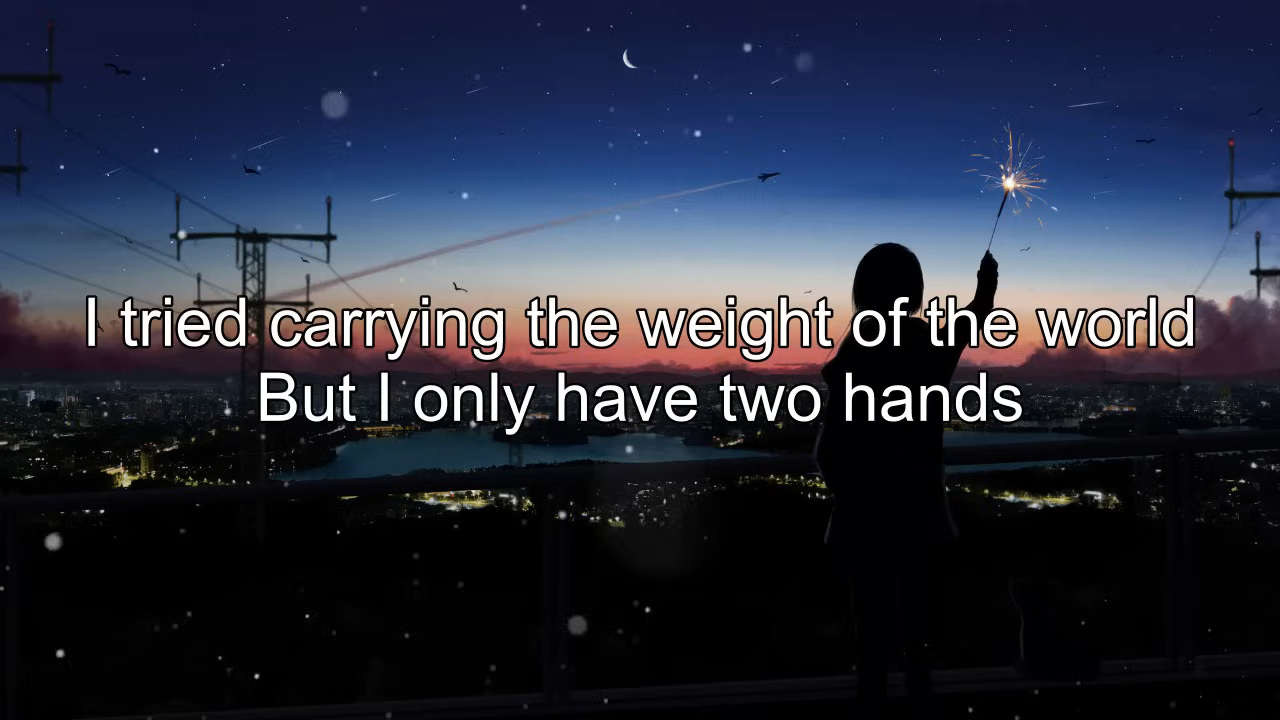 I tried carrying the weight of the world
But I only have two hands